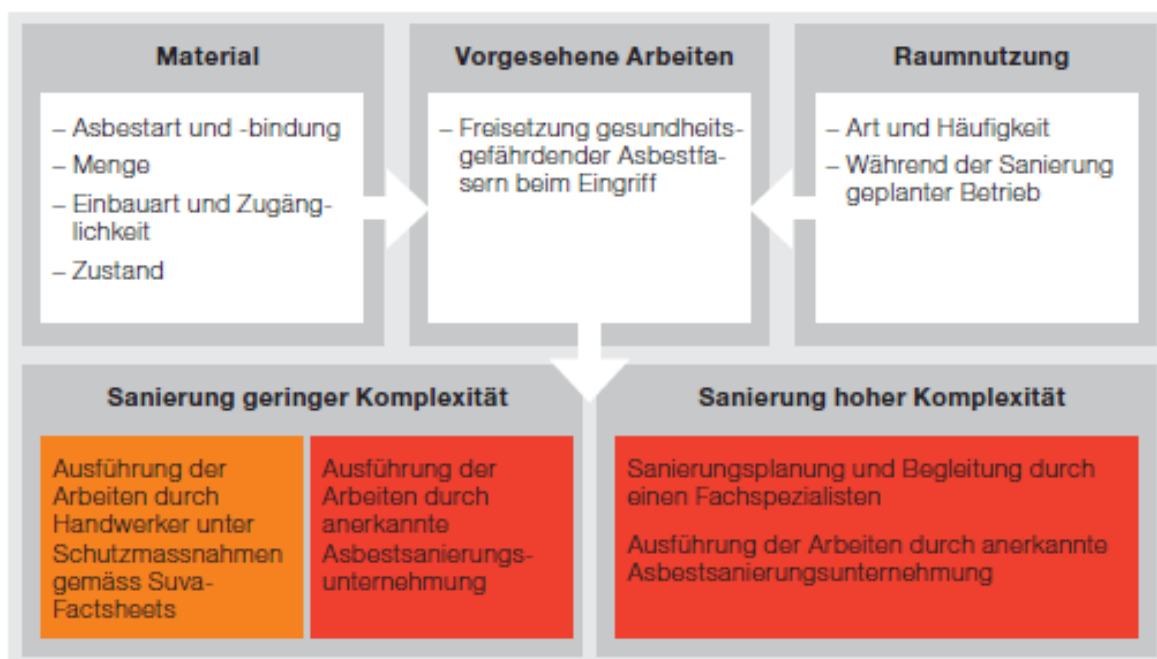 Material
– Asbestart und -bindung
– Menge
– Einbauart und Zugäng-
lichkeit
– Zustand
Vorgesehene Arbeiten
– Freisetzung gesundheits-
gefährdender Asbestfa-
sern beim Eingriff
Raumnutzung
– Art und Häufigkeit
– Während der Sanierung
geplanter Betrieb
Sanierung geringer Komplexität
Ausführung der
Arbeiten durch
Handwerker unter
Schutzmassnahmen
gemäss Suva-
Factsheets
Ausführung der
Arbeiten durch
anerkannte
Asbestsanierungs-
unternehmung
Sanierung hoher Komplexität
Sanierungsplanung und Begleitung durch
einen Fachspezialisten
Ausführung der Arbeiten durch anerkannte
Asbestsanierungsunternehmung